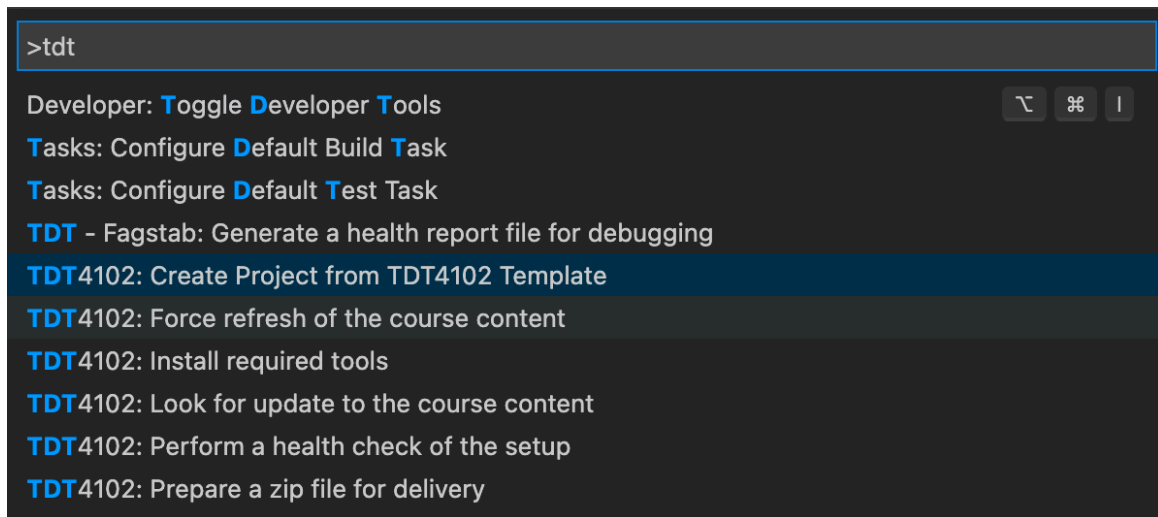 >tdt
Developer: Toggle Developer Tools ⌥ ⌘ I
Tasks: Configure Default Build Task
Tasks: Configure Default Test Task
TDT - Fagstab: Generate a health report file for debugging
TDT4102: Create Project from TDT4102 Template
TDT4102: Force refresh of the course content
TDT4102: Install required tools
TDT4102: Look for update to the course content
TDT4102: Perform a health check of the setup
TDT4102: Prepare a zip file for delivery